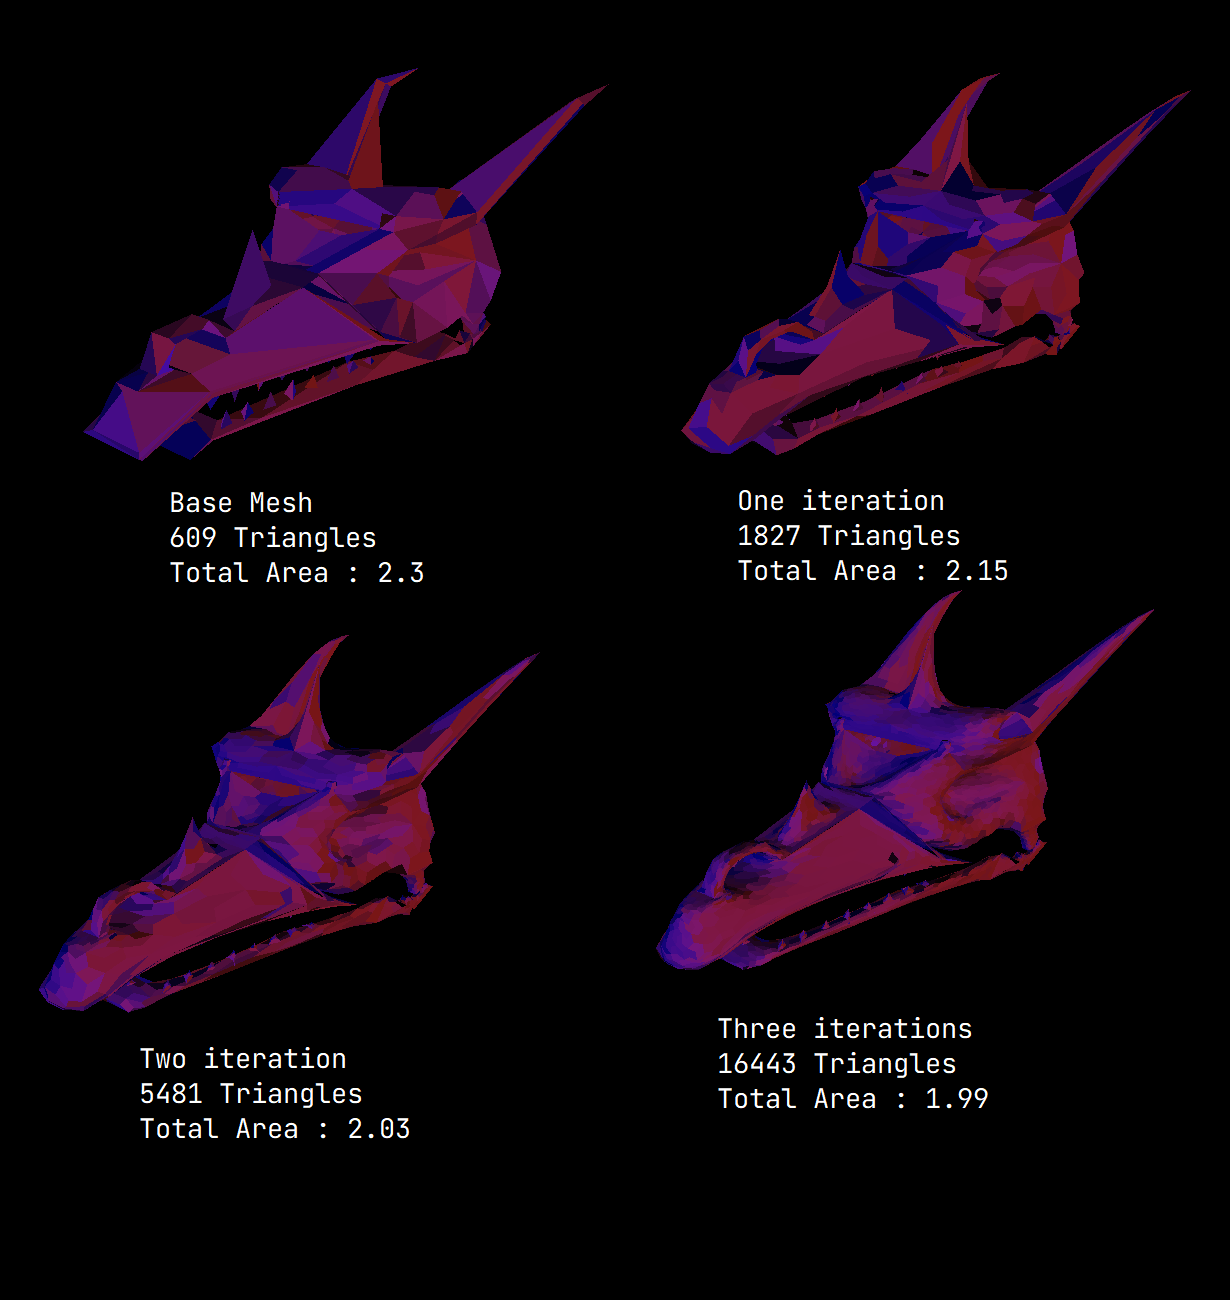 Base Mesh
609 Triangles
Total Area : 2.3
One iteration
1827 Triangles
Total Area : 2.15
Two iteration
5481 Triangles
Total Area : 2.03
Three iterations
16443 Triangles
Total Area : 1.99